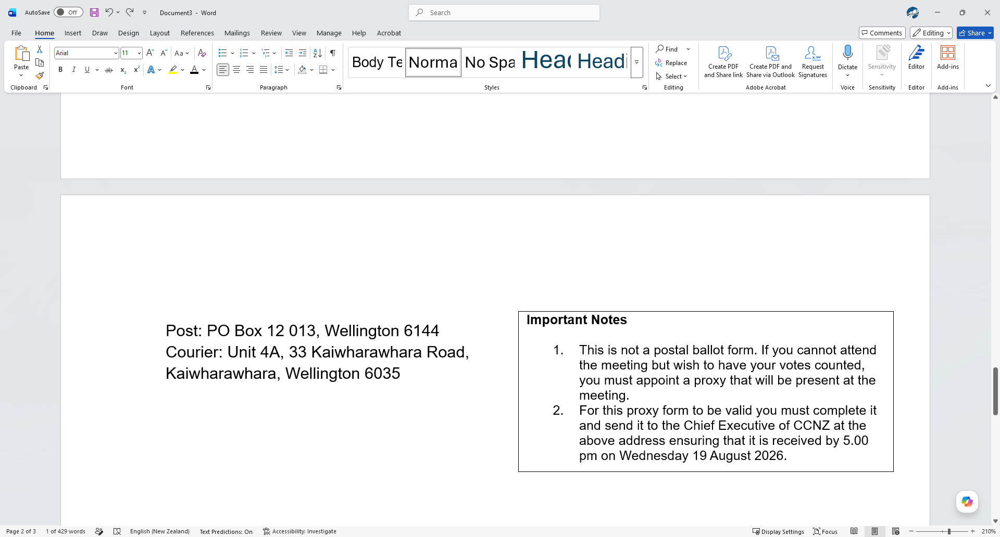 AutoSave Off Document3 - Word Search
File Home Insert Draw Design Layout References Mailings Review View Manage Help Acrobat Comments Editing Share
Paste
Clipboard
Arial 11
Font
Paragraph
Body Te Norma No Spa Head Headi
Styles
Find
Replace
Select
Editing
Create PDF and Share link
Create PDF and Share via Outlook
Request Signatures
Adobe Acrobat
Dictate
Voice
Sensitivity
Sensitivity
Editor
Editor
Add-ins
Add-ins
Post: PO Box 12 013, Wellington 6144
Courier: Unit 4A, 33 Kaiwharawhara Road,
Kaiwharawhara, Wellington 6035
Important Notes
1. This is not a postal ballot form. If you cannot attend
the meeting but wish to have your votes counted,
you must appoint a proxy that will be present at the
meeting.
2. For this proxy form to be valid you must complete it
and send it to the Chief Executive of CCNZ at the
above address ensuring that it is received by 5.00
pm on Wednesday 19 August 2026.
Page 2 of 3 1 of 429 words English (New Zealand) Text Predictions: On Accessibility: Investigate Display Settings Focus 210%